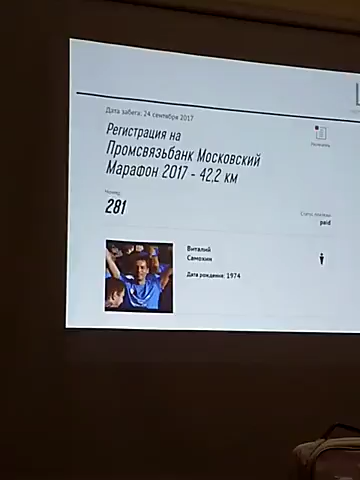 Дата забега: 24 сентября 2017
Регистрация на
Промсвязьбанк Московский
Марафон 2017 - 42,2 км
Номер:
281
paid
Виталий
Самохин
Дата рождения: 1974